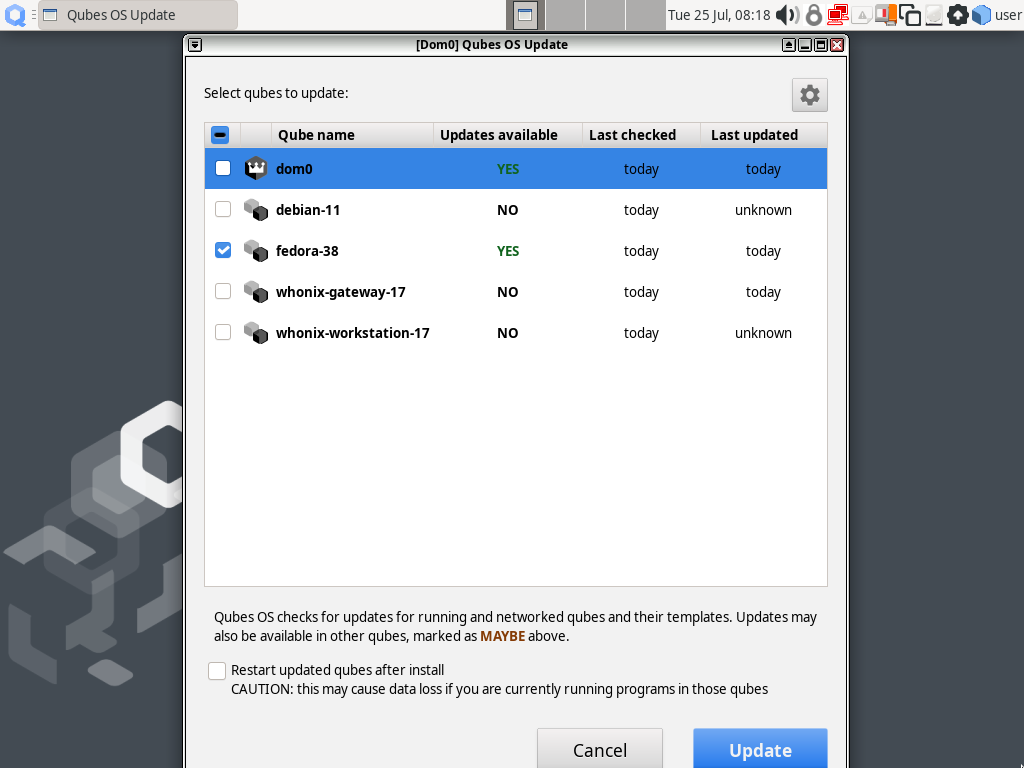 Qubes OS Update
Tue 25 Jul, 08:18
user
[Dom0] Qubes OS Update
Select qubes to update:
Qube name Updates available Last checked Last updated
dom0 YES today today
debian-11 NO today unknown
fedora-38 YES today today
whonix-gateway-17 NO today today
whonix-workstation-17 NO today unknown
Qubes OS checks for updates for running and networked qubes and their templates. Updates may
also be available in other qubes, marked as MAYBE above.
Restart updated qubes after install
CAUTION: this may cause data loss if you are currently running programs in those qubes
Cancel Update